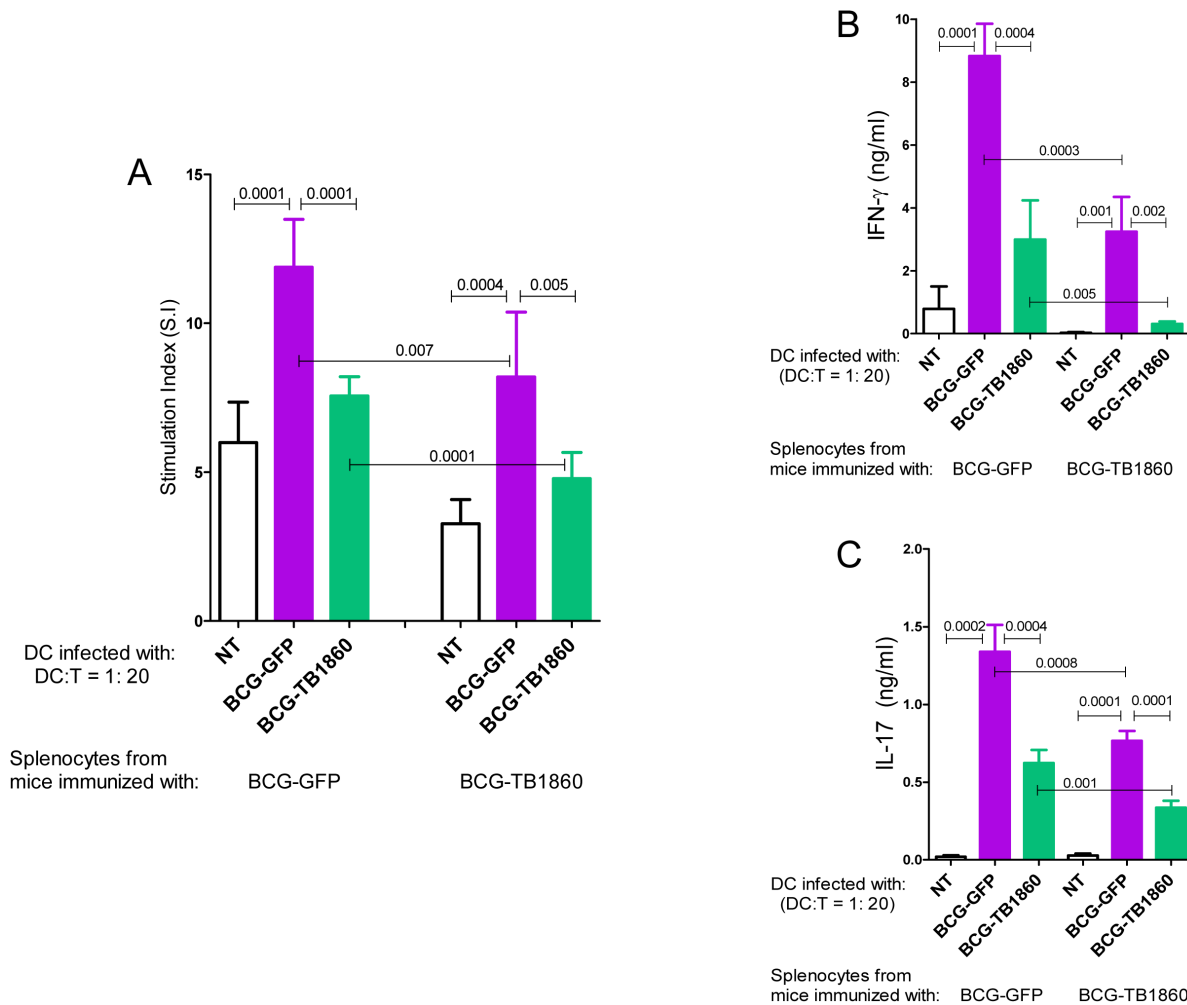 A
Stimulation Index (S.I)
15
10
5
0
0.0001
0.0001
0.0004
0.005
0.007
0.0001
NT
BCG-GFP
BCG-TB1860
NT
BCG-GFP
BCG-TB1860
DC infected with:
DC:T = 1: 20
Splenocytes from
mice immunized with:
BCG-GFP
BCG-TB1860
B
IFN-γ (ng/ml)
10
8
6
4
2
0
0.0001
0.0004
0.0003
0.001
0.002
0.005
NT
BCG-GFP
BCG-TB1860
NT
BCG-GFP
BCG-TB1860
DC infected with:
(DC:T = 1: 20)
Splenocytes from
mice immunized with:
BCG-GFP
BCG-TB1860
C
IL-17 (ng/ml)
2.0
1.5
1.0
0.5
0.0
0.0002
0.0004
0.0008
0.0001
0.0001
0.001
NT
BCG-GFP
BCG-TB1860
NT
BCG-GFP
BCG-TB1860
DC infected with:
(DC:T = 1: 20)
Splenocytes from
mice immunized with:
BCG-GFP
BCG-TB1860